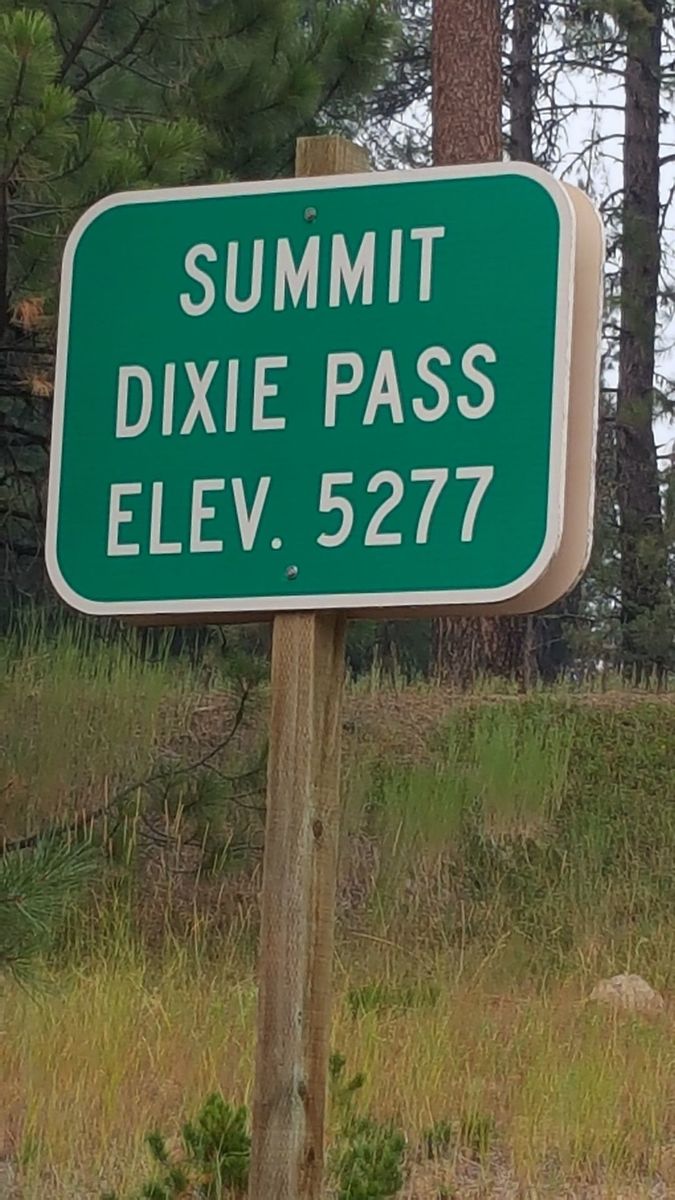 SUMMIT
DIXIE PASS
ELEV. 5277